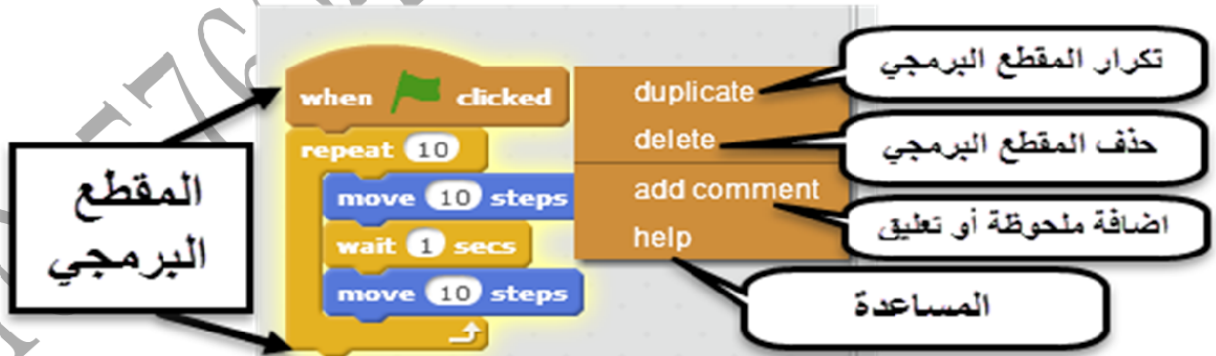 when clicked
repeat 10
move 10 steps
wait 1 secs
move 10 steps
duplicate
delete
add comment
help
تكرار المقطع البرمجي
حذف المقطع البرمجي
اضافة ملحوظة أو تعليق
المساعدة
المقطع
البرمجي